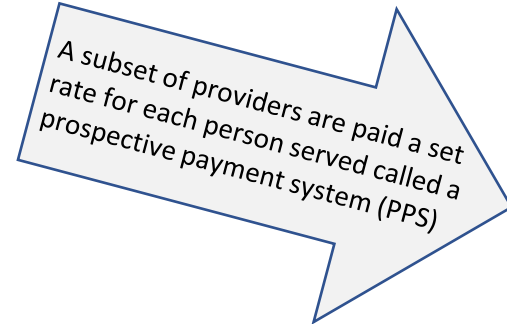 A subset of providers are paid a set
rate for each person served called a
prospective payment system (PPS)